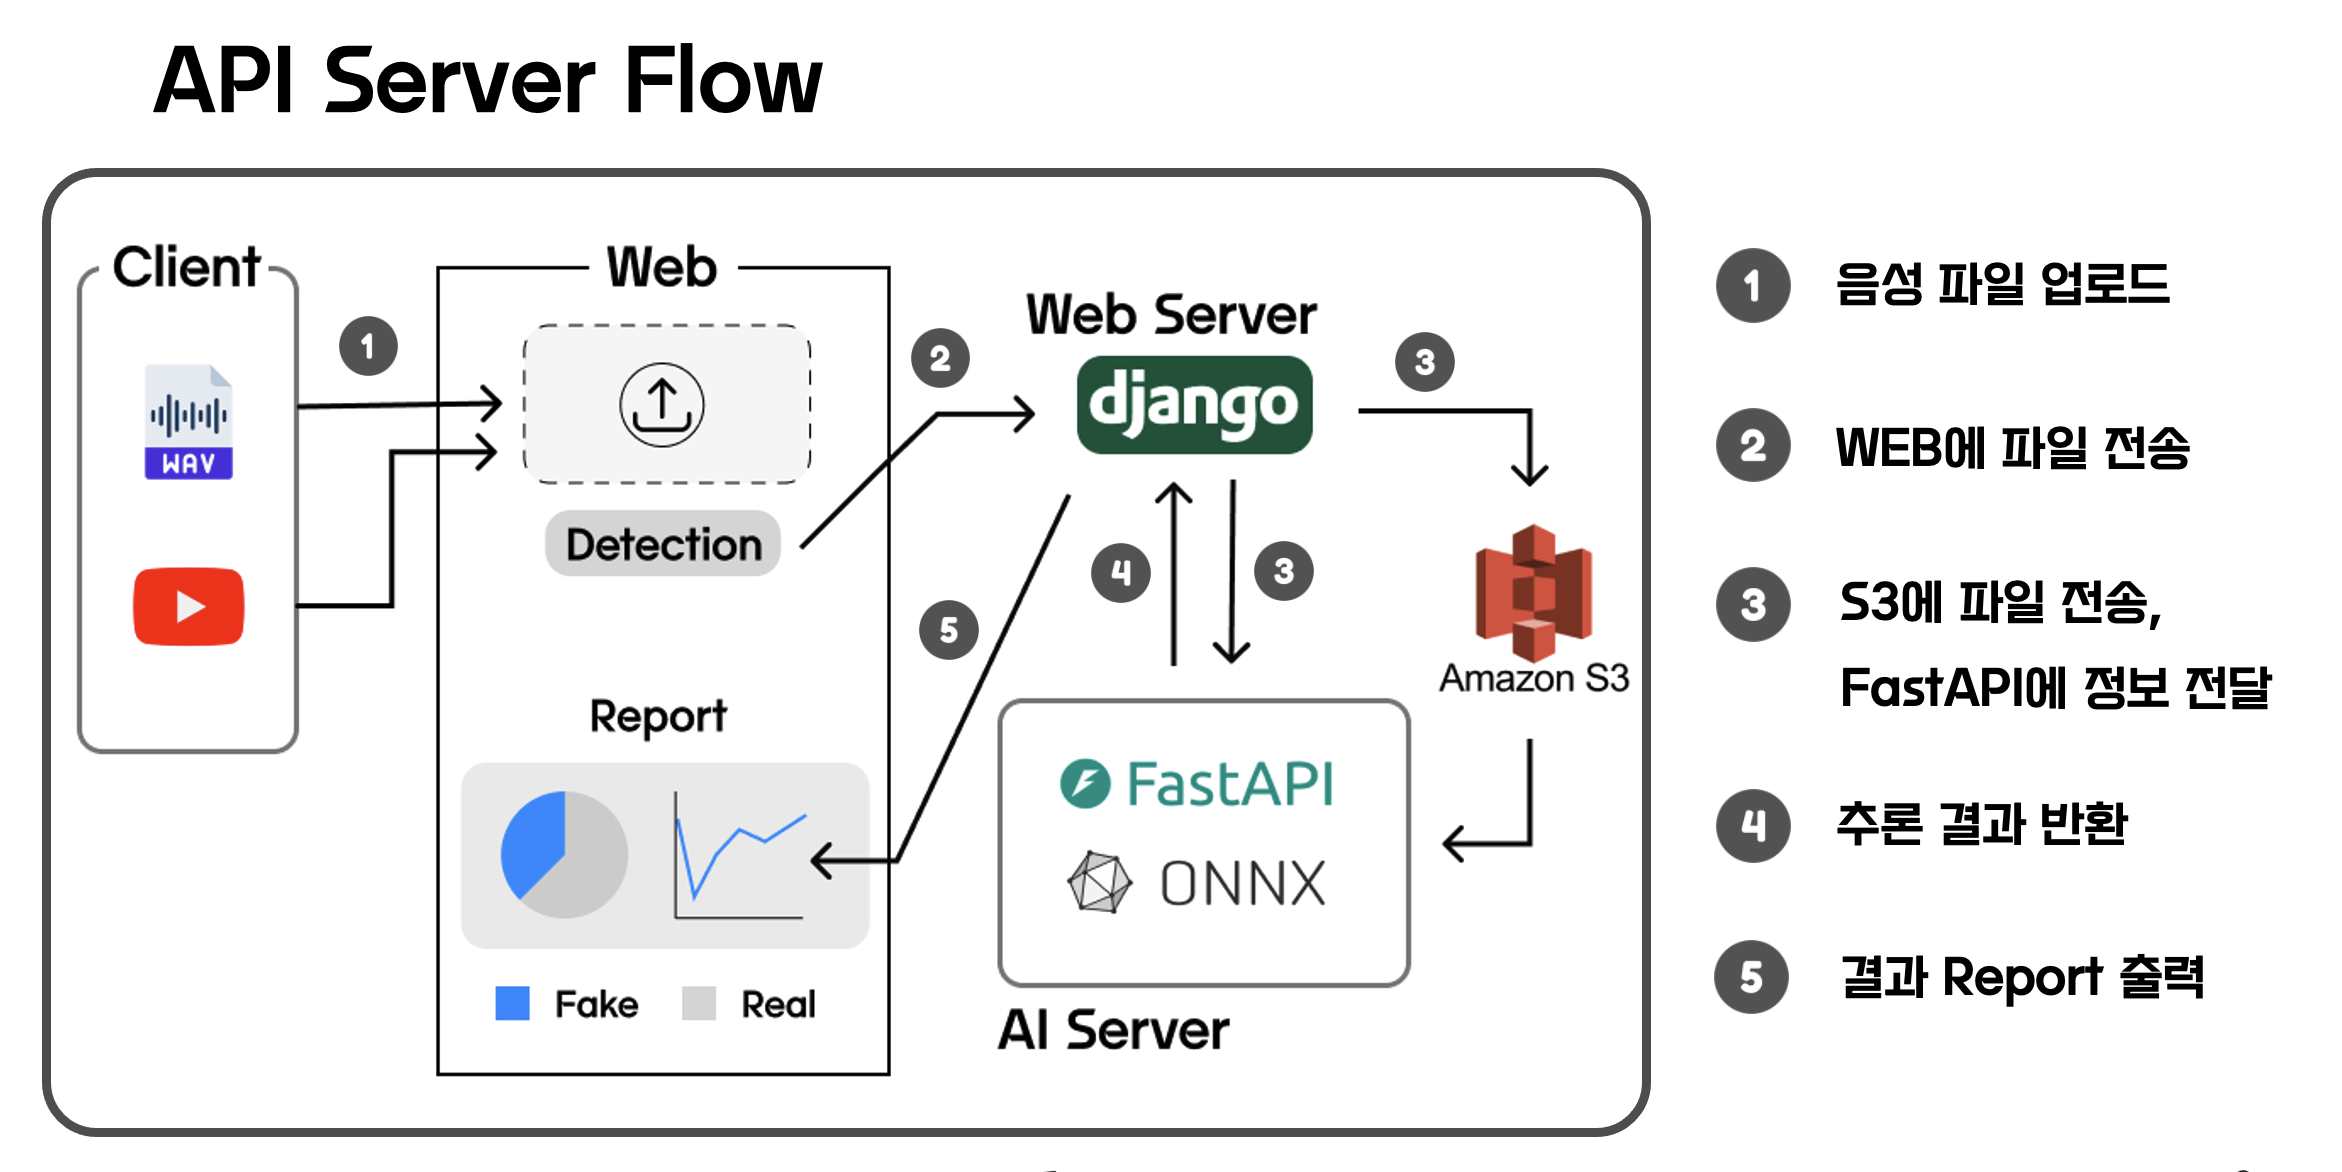 API Server Flow
Client
Web
Web Server
django
1
2
3
WAV
Detection
4
3
5
Amazon S3
Report
FastAPI
ONNX
Fake
Real
AI Server
1 음성 파일 업로드
2 WEB에 파일 전송
3 S3에 파일 전송,
FastAPI에 정보 전달
4 추론 결과 반환
5 결과 Report 출력